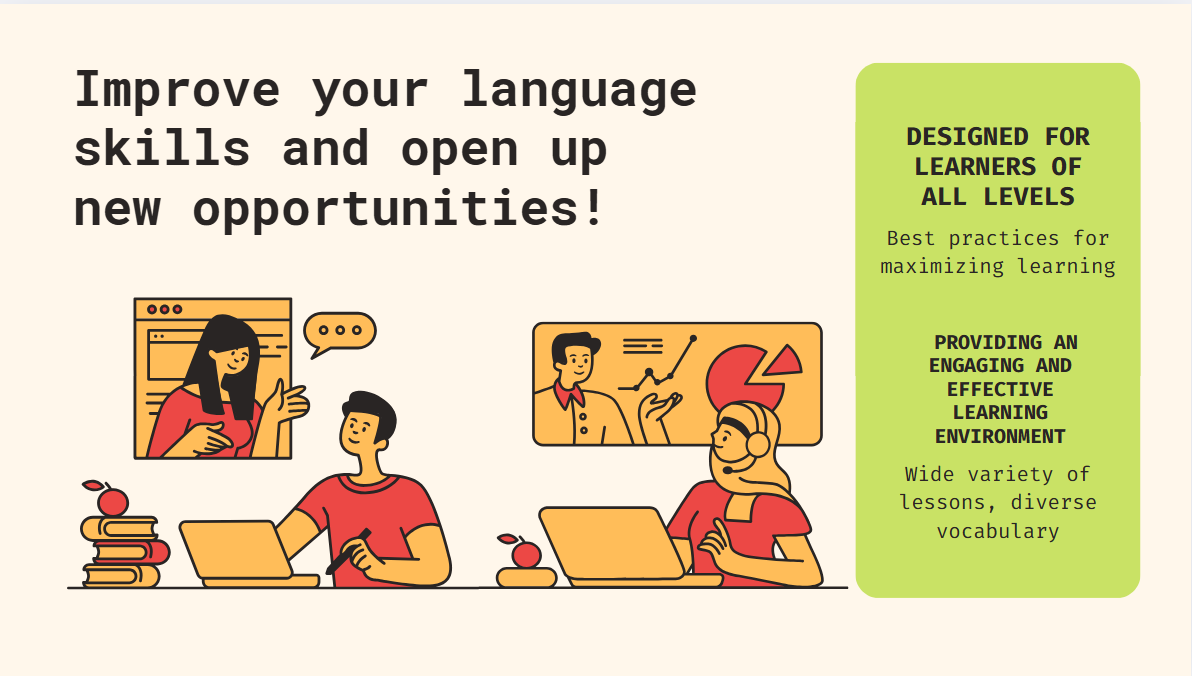 Improve your language
skills and open up
new opportunities!
DESIGNED FOR
LEARNERS OF
ALL LEVELS
Best practices for
maximizing learning
PROVIDING AN
ENGAGING AND
EFFECTIVE
LEARNING
ENVIRONMENT
Wide variety of
lessons, diverse
vocabulary